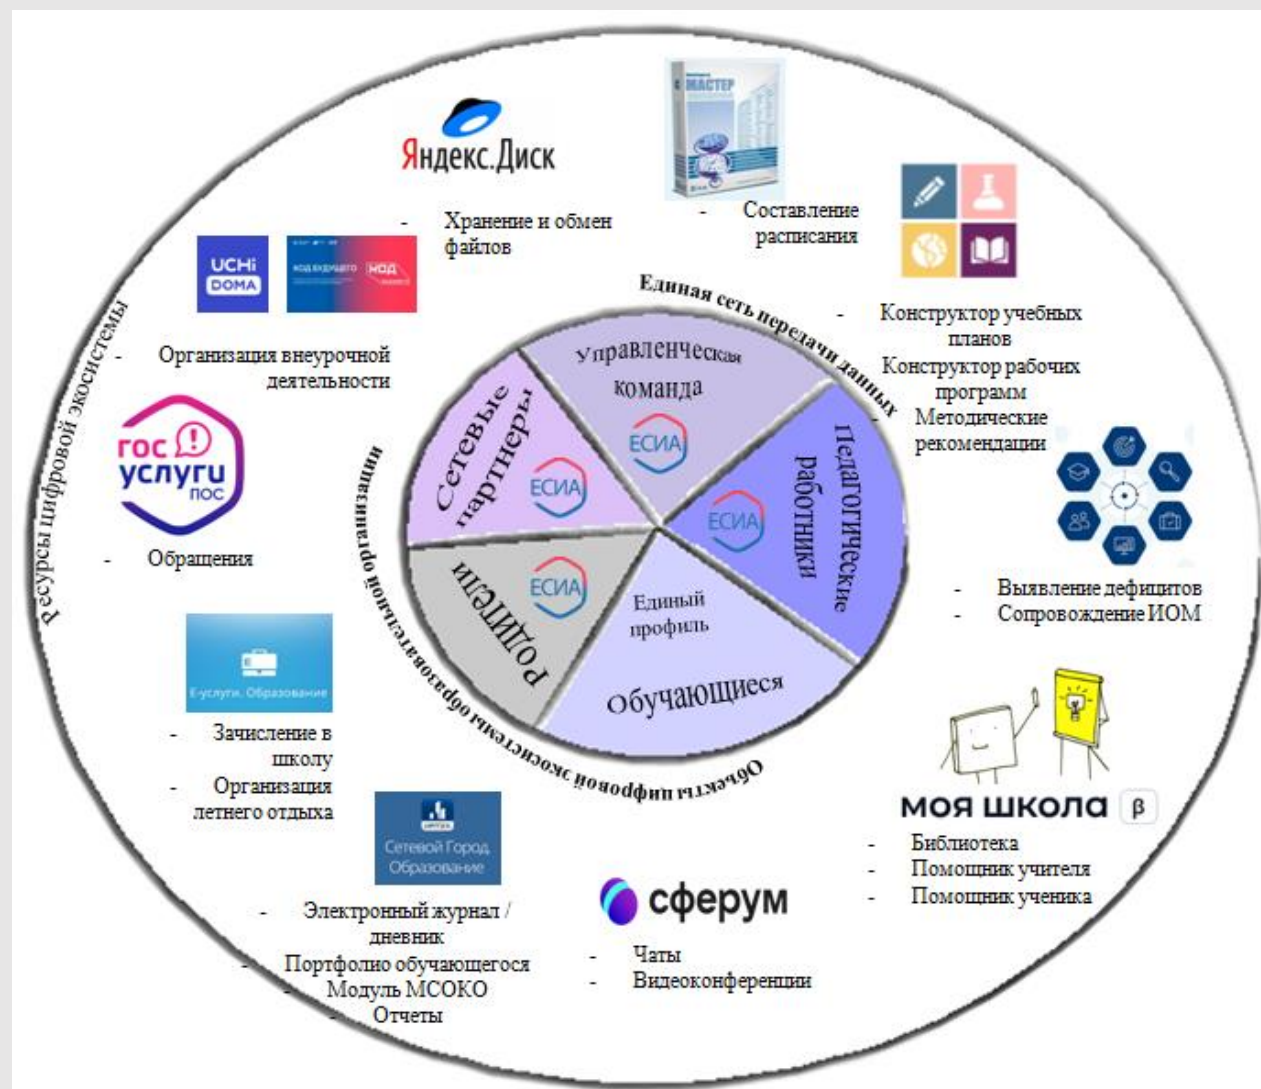 Яндекс.Диск
- Хранение и обмен
файлов
МАСТЕР
- Составление
расписания
- Конструктор учебных
планов
Конструктор рабочих
программ
- Методические
рекомендации
- Выявление дефицитов
- Сопровождение ИОМ
МОЯ ШКОЛА β
- Библиотека
- Помощник учителя
- Помощник ученика
сферум
- Чаты
- Видеоконференции
Сетевой Город
Образование
- Электронный журнал /
дневник
- Портфолио обучающегося
- Модуль МСОКО
- Отчеты
Е-услуги. Образование
- Зачисление в
школу
- Организация
летнего отдыха
гос
услуги
ПОС
- Обращения
UCHi
DOMA
КОД БУДУЩЕГО
КОД
- Организация внеурочной
деятельности
Ресурсы цифровой экосистемы
Единая сеть передачи данных
Объекты цифровой экосистемы образовательной организации
Управленческая
команда
ЕСИА
Педагогические
работники
ЕСИА
Единый
профиль
Обучающиеся
Родители
ЕСИА
Сетевые
партнеры
ЕСИА